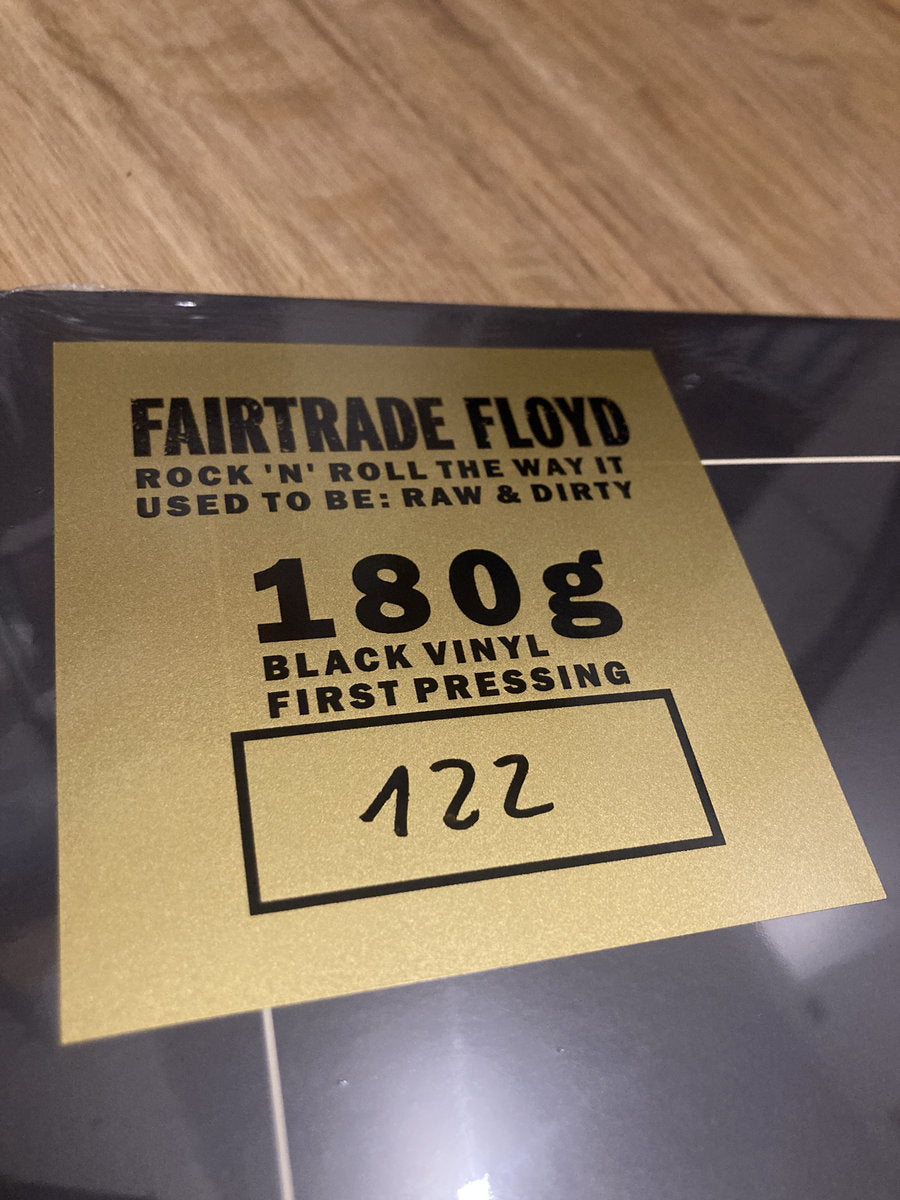 FAIRTRADE FLOYD
ROCK 'N' ROLL THE WAY IT
USED TO BE: RAW & DIRTY
180g
BLACK VINYL
FIRST PRESSING
122